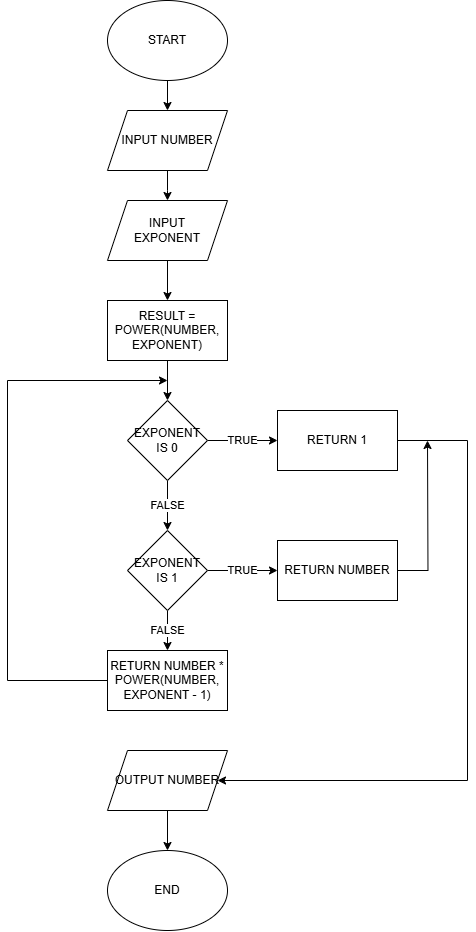 START
INPUT NUMBER
INPUT
EXPONENT
RESULT =
POWER(NUMBER,
EXPONENT)
EXPONENT
IS 0
TRUE
RETURN 1
FALSE
EXPONENT
IS 1
TRUE
RETURN NUMBER
FALSE
RETURN NUMBER *
POWER(NUMBER,
EXPONENT - 1)
OUTPUT NUMBER
END